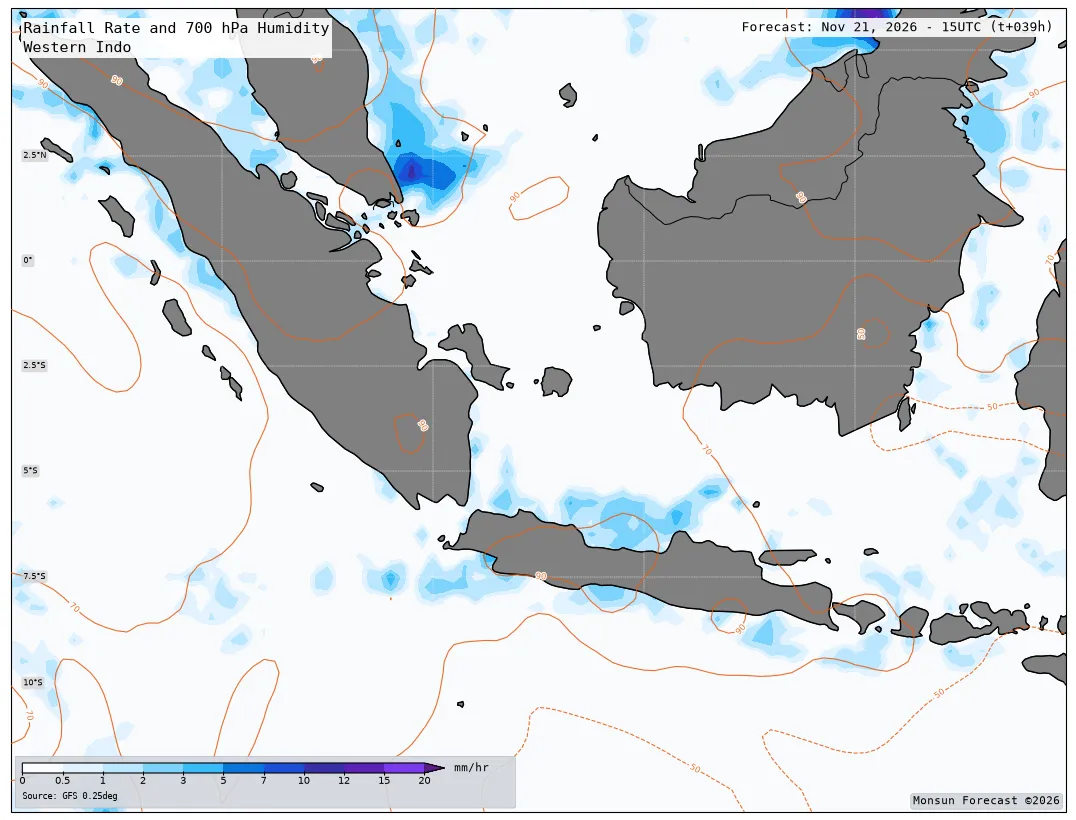 Rainfall Rate and 700 hPa Humidity
Western Indo
Forecast: Nov 21, 2026 - 15UTC (t+039h)
90
90
90
2.5°N
90
90
0°
70
50
2.5°S
50
90
70
5°S
7.5°S
90
70
90
10°S
50
70
50
mm/hr
0 0.5 1 2 3 5 7 10 12 15 20
Source: GFS 0.25deg
Monsun Forecast ©2026